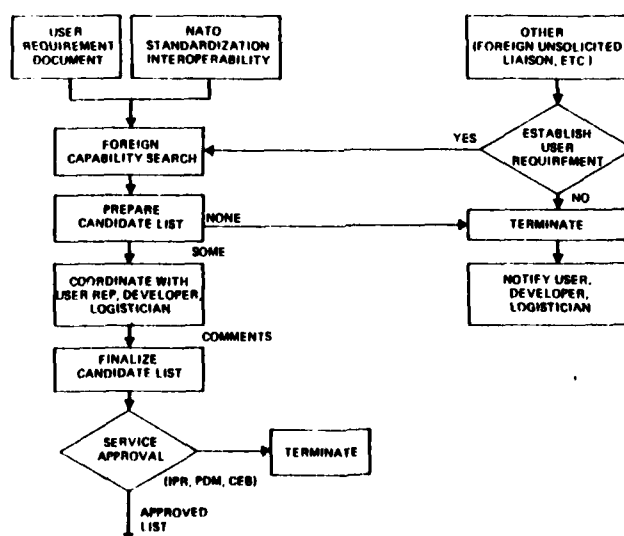 USER
REQUIREMENT
DOCUMENT
NATO
STANDARDIZATION
INTEROPERABILITY
OTHER
(FOREIGN UNSOLICITED
LIAISON, ETC)
YES
ESTABLISH
USER
REQUIREMENT
FOREIGN
CAPABILITY SEARCH
NO
PREPARE
CANDIDATE LIST
NONE
TERMINATE
SOME
COORDINATE WITH
USER REP, DEVELOPER,
LOGISTICIAN
NOTIFY USER,
DEVELOPER,
LOGISTICIAN
COMMENTS
FINALIZE
CANDIDATE LIST
SERVICE
APPROVAL
TERMINATE
(IPR, PDM, CEB)
APPROVED
LIST